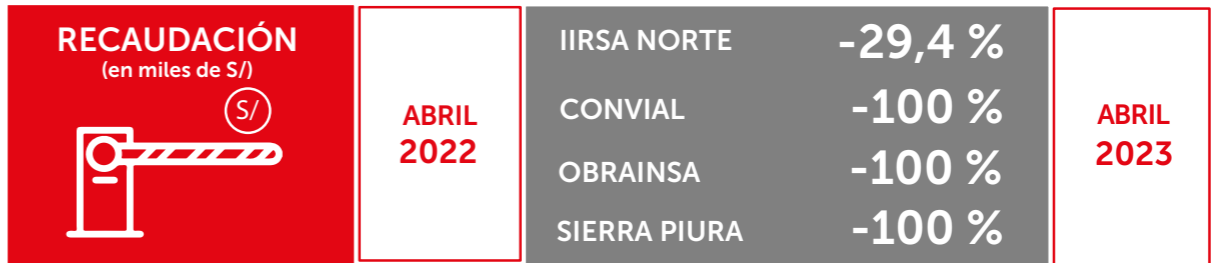 RECAUDACIÓN
(en miles de S/)
S/
ABRIL
2022
IIRSA NORTE -29,4 %
CONVIAL -100 %
OBRAINSA -100 %
SIERRA PIURA -100 %
ABRIL
2023